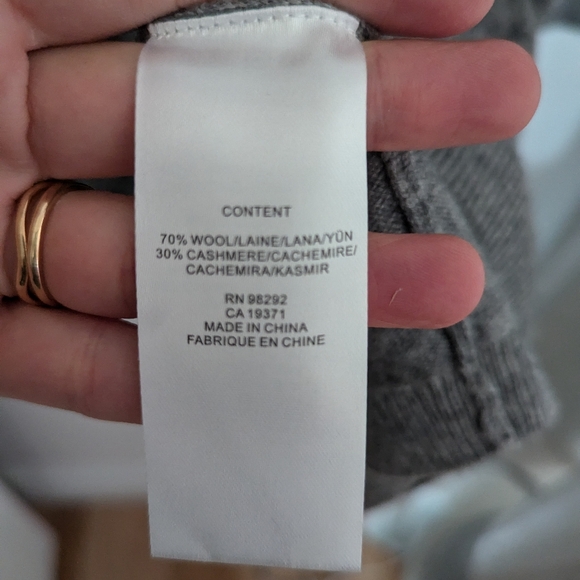 CONTENT
70% WOOL/LAINE/LANA/YÜN
30% CASHMERE/CACHEMIRE/
CACHEMIRA/KASMIR
RN 98292
CA 19371
MADE IN CHINA
FABRIQUE EN CHINE